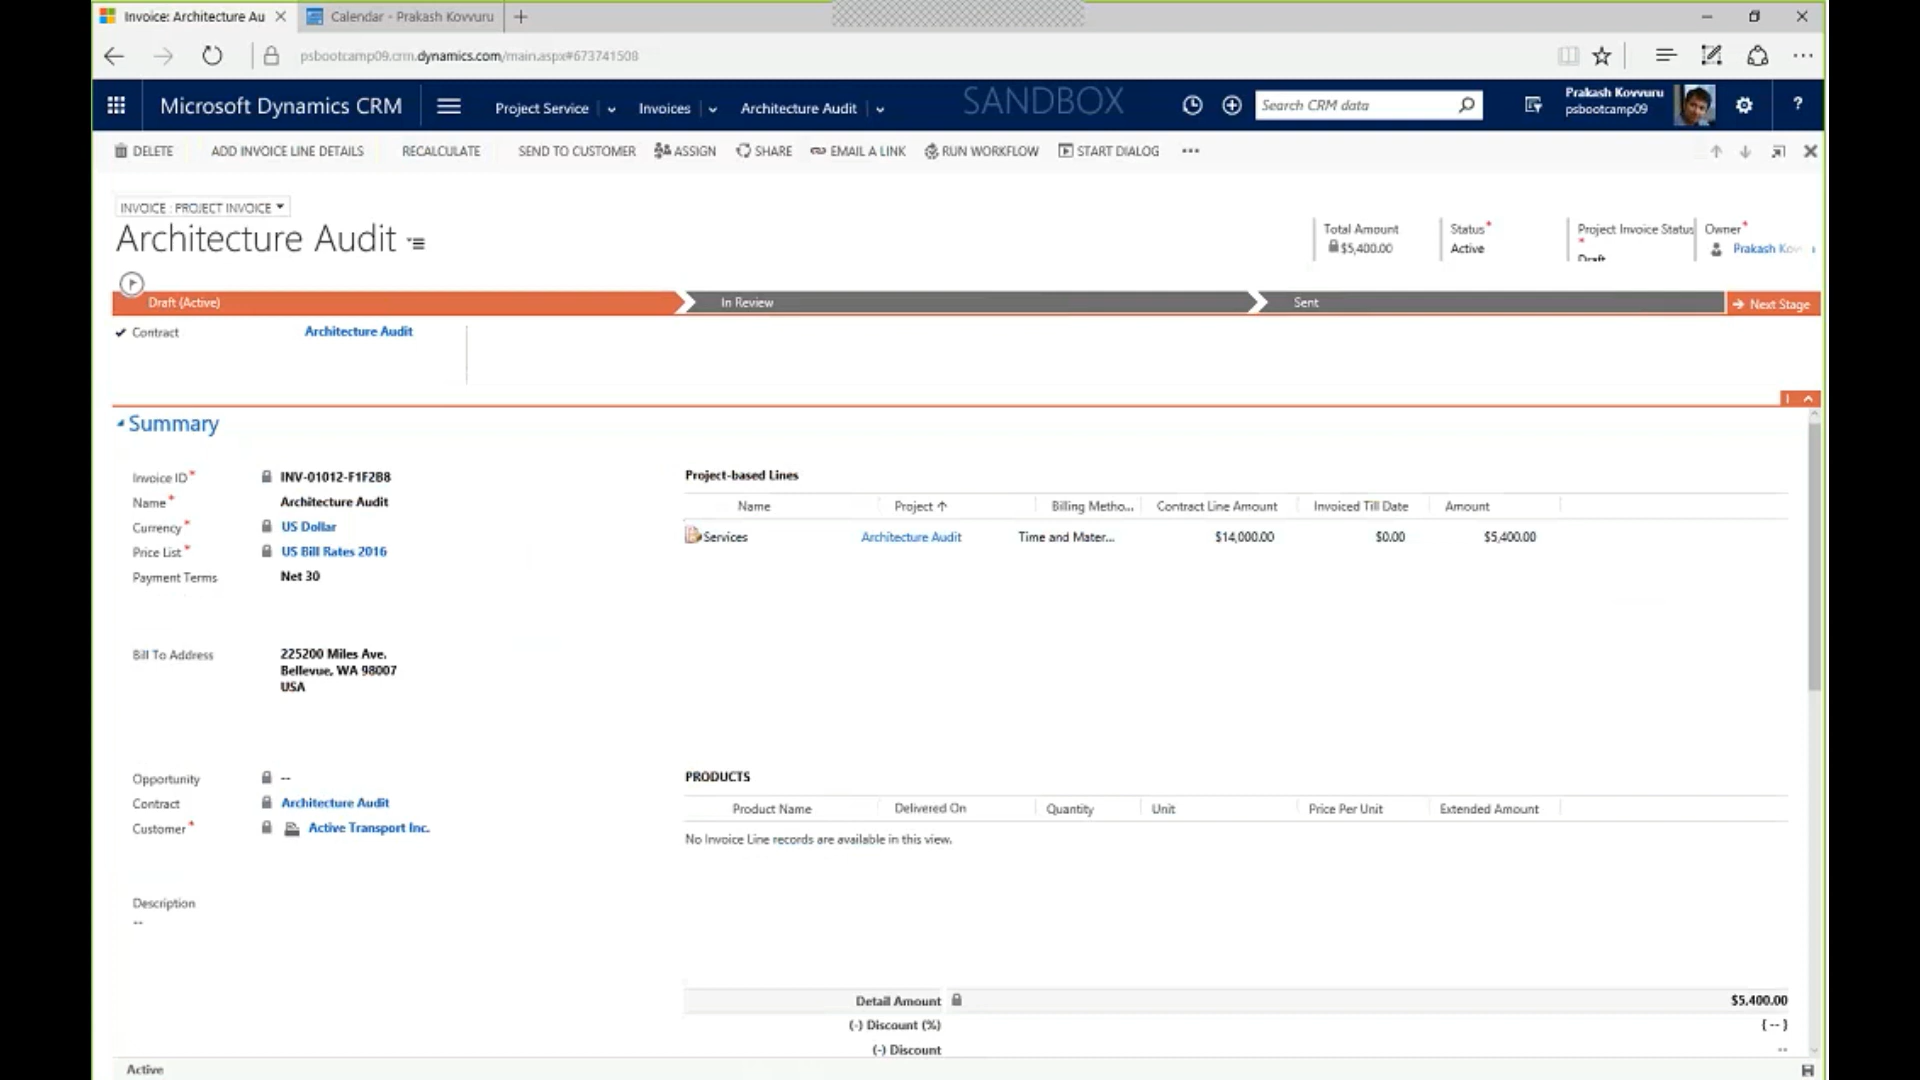 Invoice: Architecture Au
Calendar - Prakash Kovvuru
psbootcamp09.crm.dynamics.com/main.aspx#673741508
Microsoft Dynamics CRM
Project Service
Invoices
Architecture Audit
SANDBOX
Search CRM data
Prakash Kovvuru
psbootcamp09
?
DELETE
ADD INVOICE LINE DETAILS
RECALCULATE
SEND TO CUSTOMER
ASSIGN
SHARE
EMAIL A LINK
RUN WORKFLOW
START DIALOG
INVOICE : PROJECT INVOICE
Architecture Audit
Total Amount
$5,400.00
Status*
Active
Project Invoice Status
*
Draft
Owner*
Prakash Kov
Draft (Active)
In Review
Sent
Next Stage
Contract
Architecture Audit
Summary
Invoice ID* INV-01012-F1F2B8
Name* Architecture Audit
Currency* US Dollar
Price List* US Bill Rates 2016
Payment Terms Net 30
Bill To Address 225200 Miles Ave.
Bellevue, WA 98007
USA
Opportunity --
Contract Architecture Audit
Customer* Active Transport Inc.
Description
--
Project-based Lines
Name Project Billing Metho... Contract Line Amount Invoiced Till Date Amount
Services Architecture Audit Time and Mater... $14,000.00 $0.00 $5,400.00
PRODUCTS
Product Name Delivered On Quantity Unit Price Per Unit Extended Amount
No Invoice Line records are available in this view.
Detail Amount $5,400.00
(-) Discount (%) ( -- )
(-) Discount --
Active